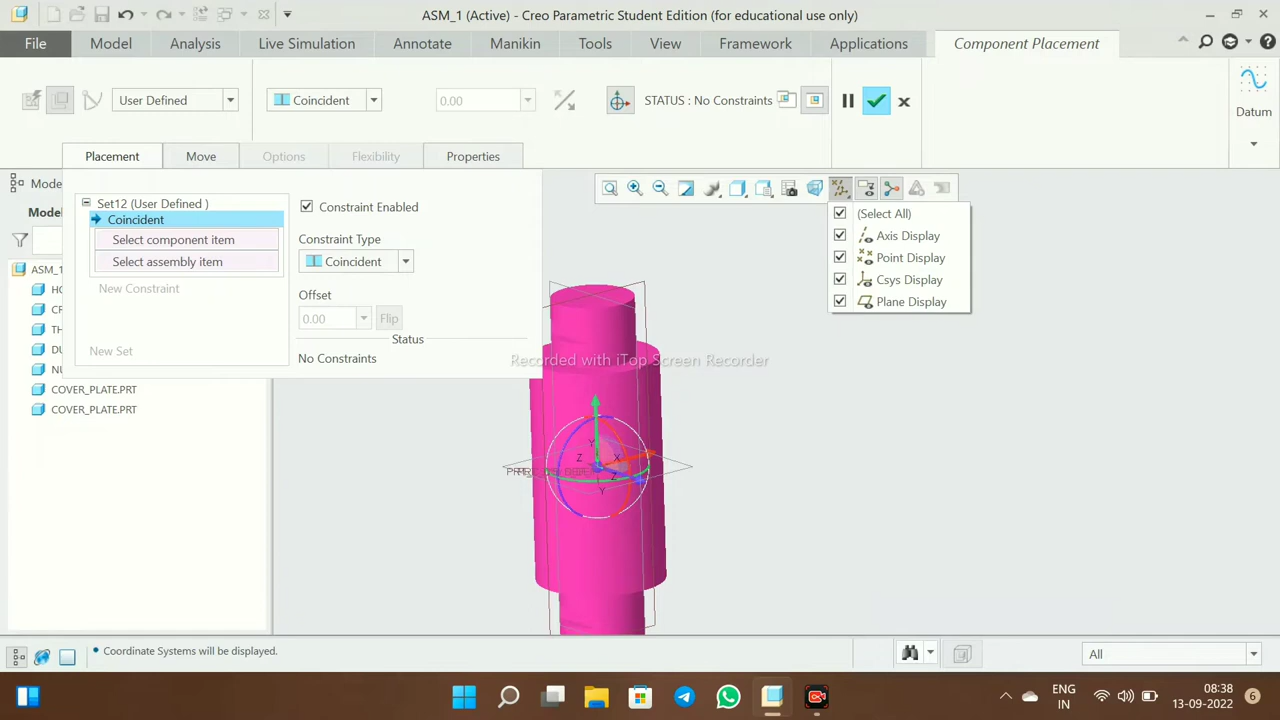 ASM_1 (Active) - Creo Parametric Student Edition (for educational use only)
File Model Analysis Live Simulation Annotate Manikin Tools View Framework Applications Component Placement
User Defined Coincident 0.00 STATUS : No Constraints
Datum
Placement Move Options Flexibility Properties
Set12 (User Defined )
Coincident
Select component item
Select assembly item
New Constraint
New Set
Constraint Enabled
Constraint Type
Coincident
Offset
0.00 Flip
Status
No Constraints
(Select All)
Axis Display
Point Display
Csys Display
Plane Display
ASM_1
COVER_PLATE.PRT
COVER_PLATE.PRT
Recorded with iTop Screen Recorder
Y
Z X
Z
Y
Coordinate Systems will be displayed.
All
ENG
IN
08:38
13-09-2022
6